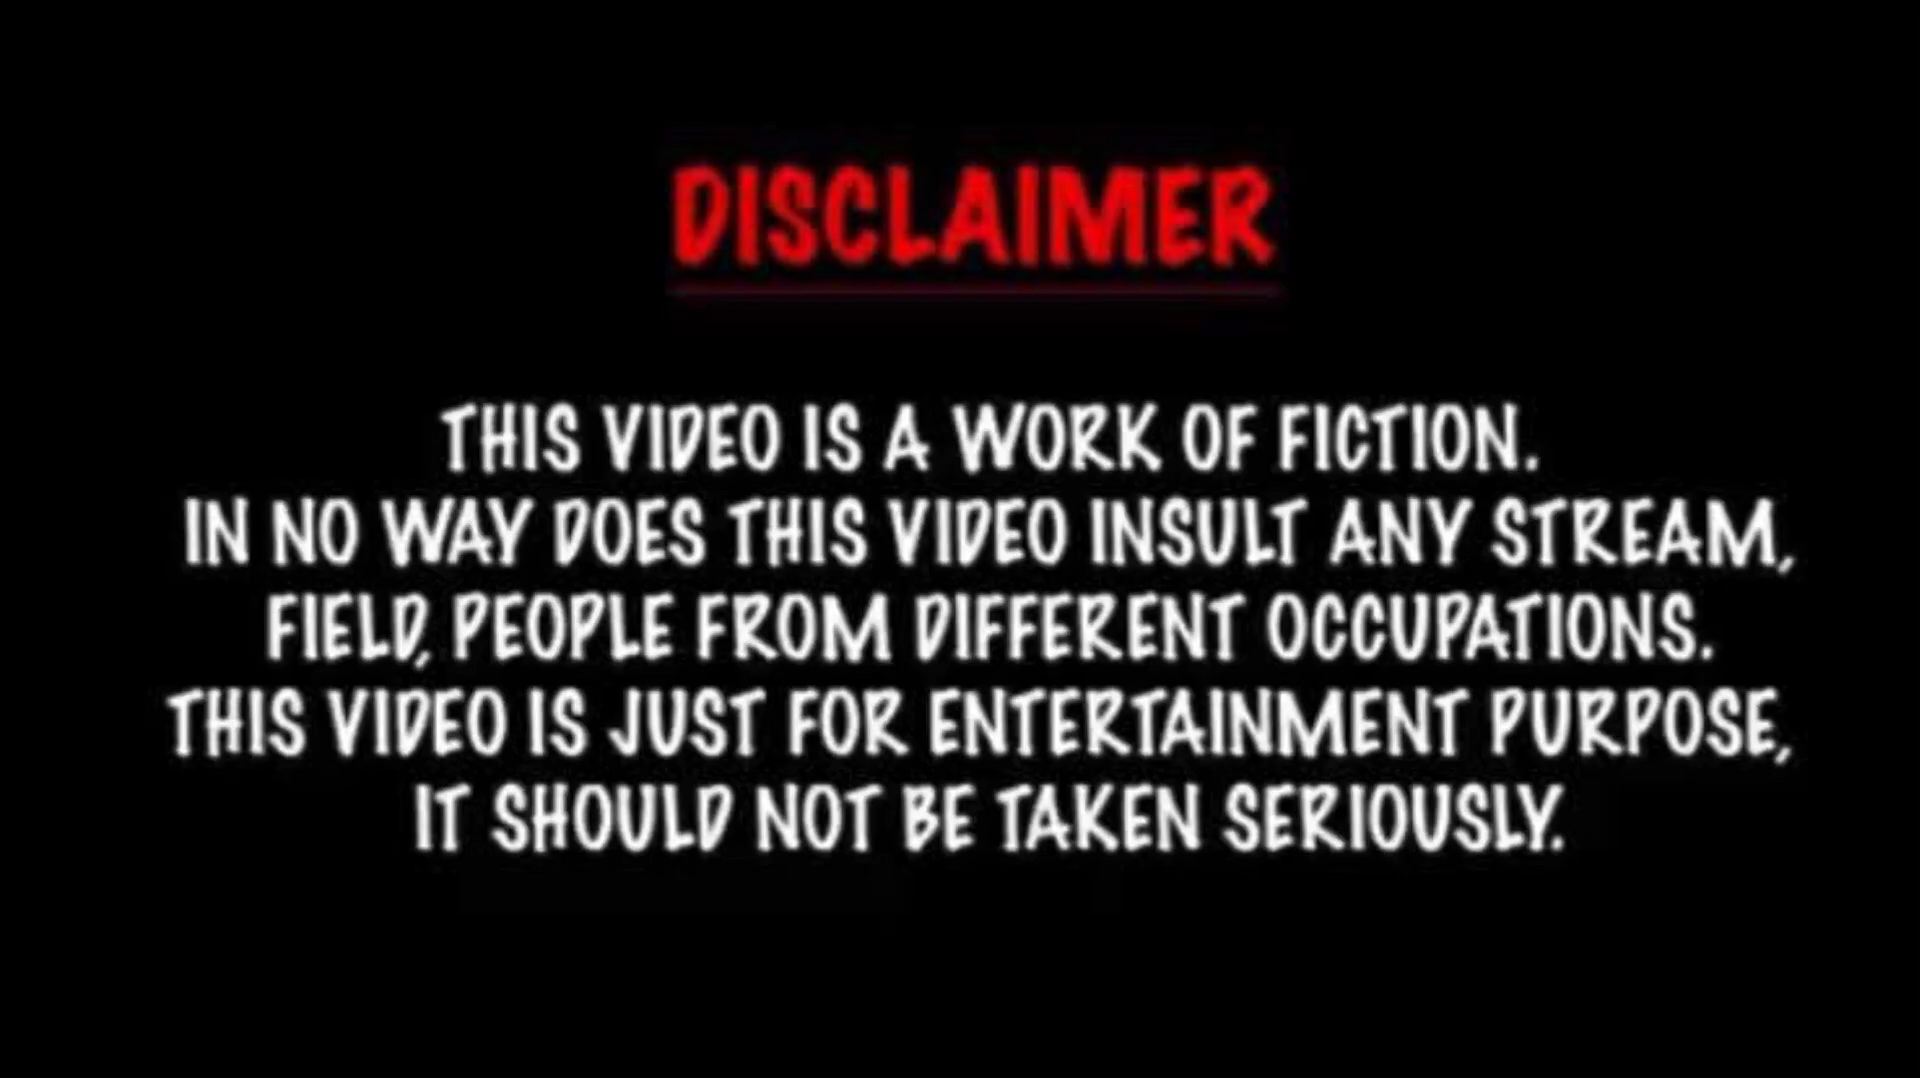 DISCLAIMER
THIS VIDEO IS A WORK OF FICTION.
IN NO WAY DOES THIS VIDEO INSULT ANY STREAM,
FIELD, PEOPLE FROM DIFFERENT OCCUPATIONS.
THIS VIDEO IS JUST FOR ENTERTAINMENT PURPOSE,
IT SHOULD NOT BE TAKEN SERIOUSLY.